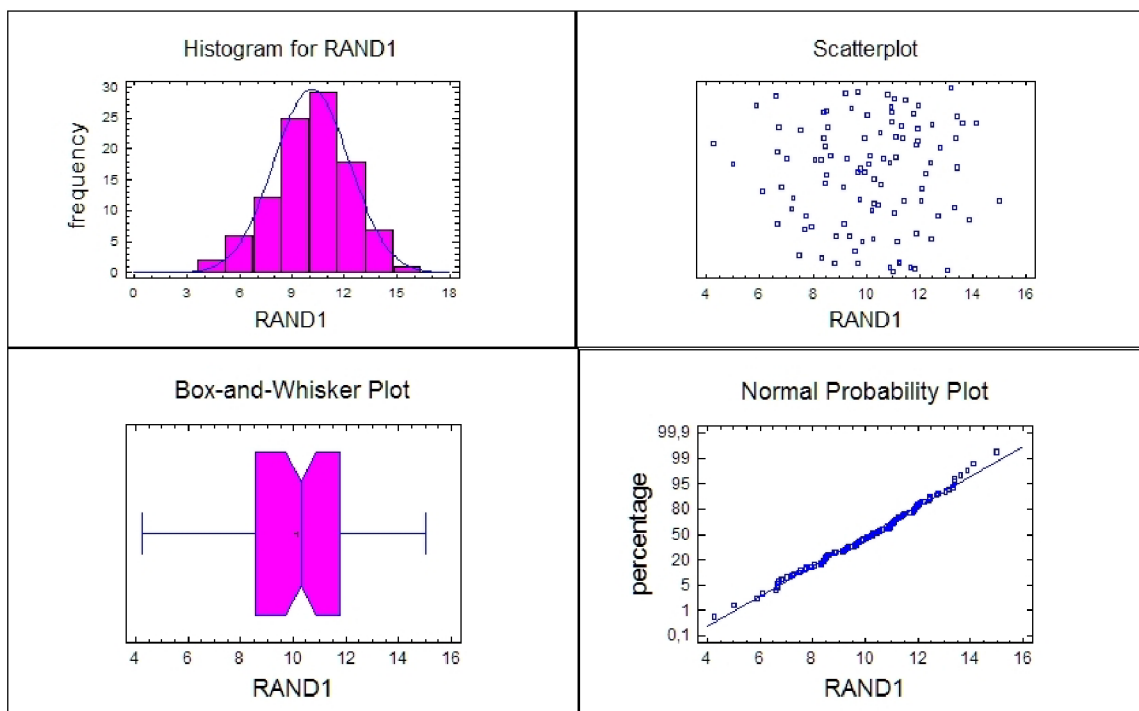 Histogram for RAND1
30
25
20
15
10
5
0
frequency
0 3 6 9 12 15 18
RAND1
Scatterplot
4 6 8 10 12 14 16
RAND1
Box-and-Whisker Plot
4 6 8 10 12 14 16
RAND1
Normal Probability Plot
99,9
99
95
80
50
20
5
1
0,1
percentage
4 6 8 10 12 14 16
RAND1